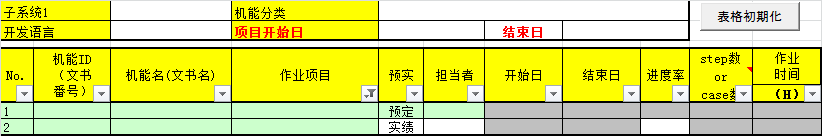 子系统1 机能分类
开发语言 项目开始日 结束日
表格初期化
No. 机能ID（文书番号） 机能名(文书名) 作业项目 预实 担当者 开始日 结束日 进度率 step数 or case数 作业时间（H）
1 预定
2 实绩